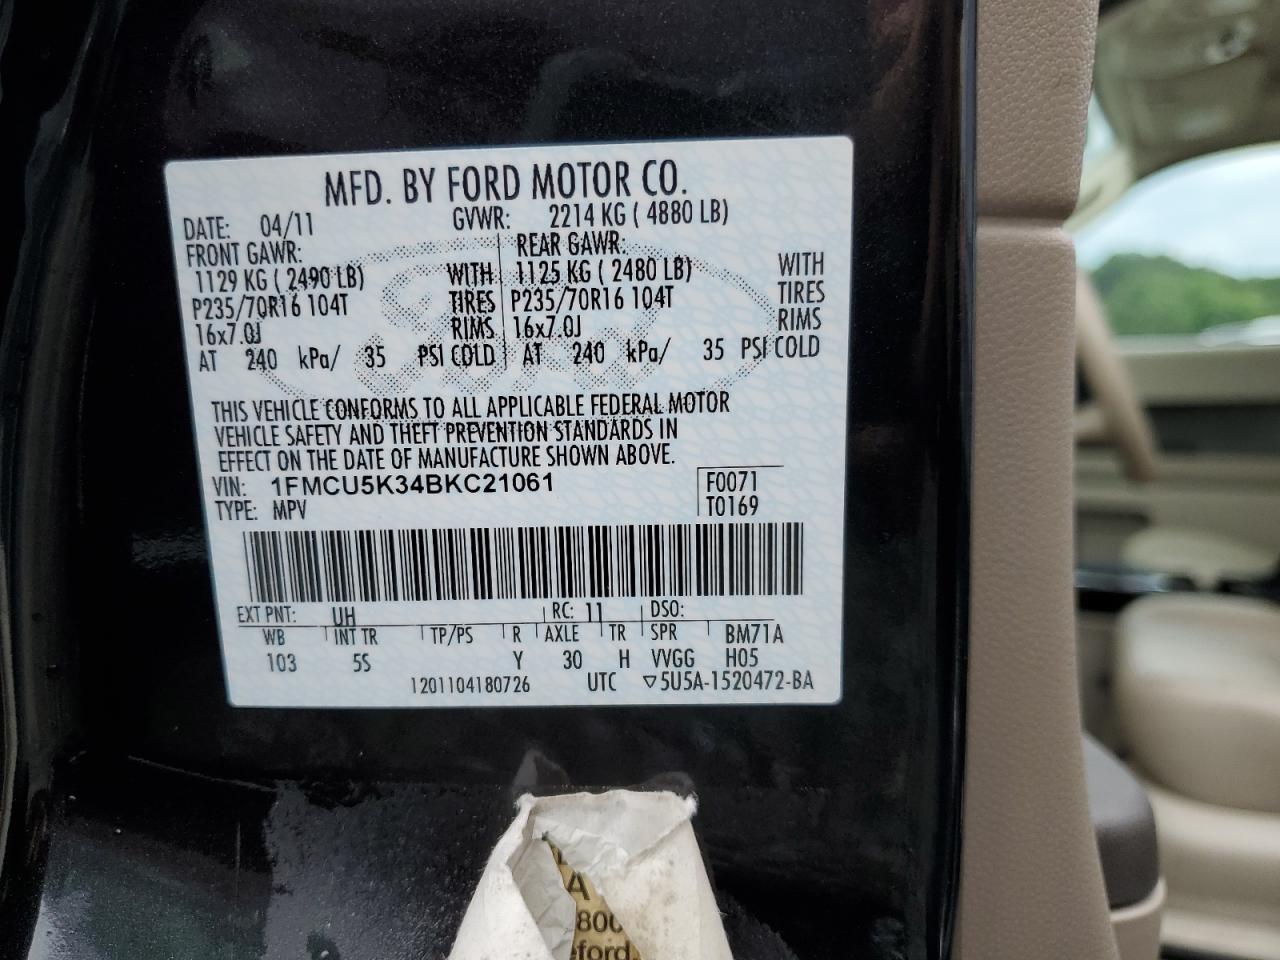 MFD. BY FORD MOTOR CO.
DATE: 04/11 GVWR: 2214 KG ( 4880 LB)
FRONT GAWR: REAR GAWR:
1129 KG ( 2490 LB) WITH 1125 KG ( 2480 LB) WITH
P235/70R16 104T TIRES P235/70R16 104T TIRES
16x7.0J RIMS 16x7.0J RIMS
AT 240 kPa/ 35 PSI COLD AT 240 kPa/ 35 PSI COLD
THIS VEHICLE CONFORMS TO ALL APPLICABLE FEDERAL MOTOR
VEHICLE SAFETY AND THEFT PREVENTION STANDARDS IN
EFFECT ON THE DATE OF MANUFACTURE SHOWN ABOVE.
VIN: 1FMCU5K34BKC21061 F0071
TYPE: MPV T0169
EXT PNT: UH RC: 11 DSO:
WB INT TR TP/PS R AXLE TR SPR BM71A
103 5S Y 30 H VVGG H05
1201104180726 UTC ▽5U5A-1520472-BA
A
800
ford.